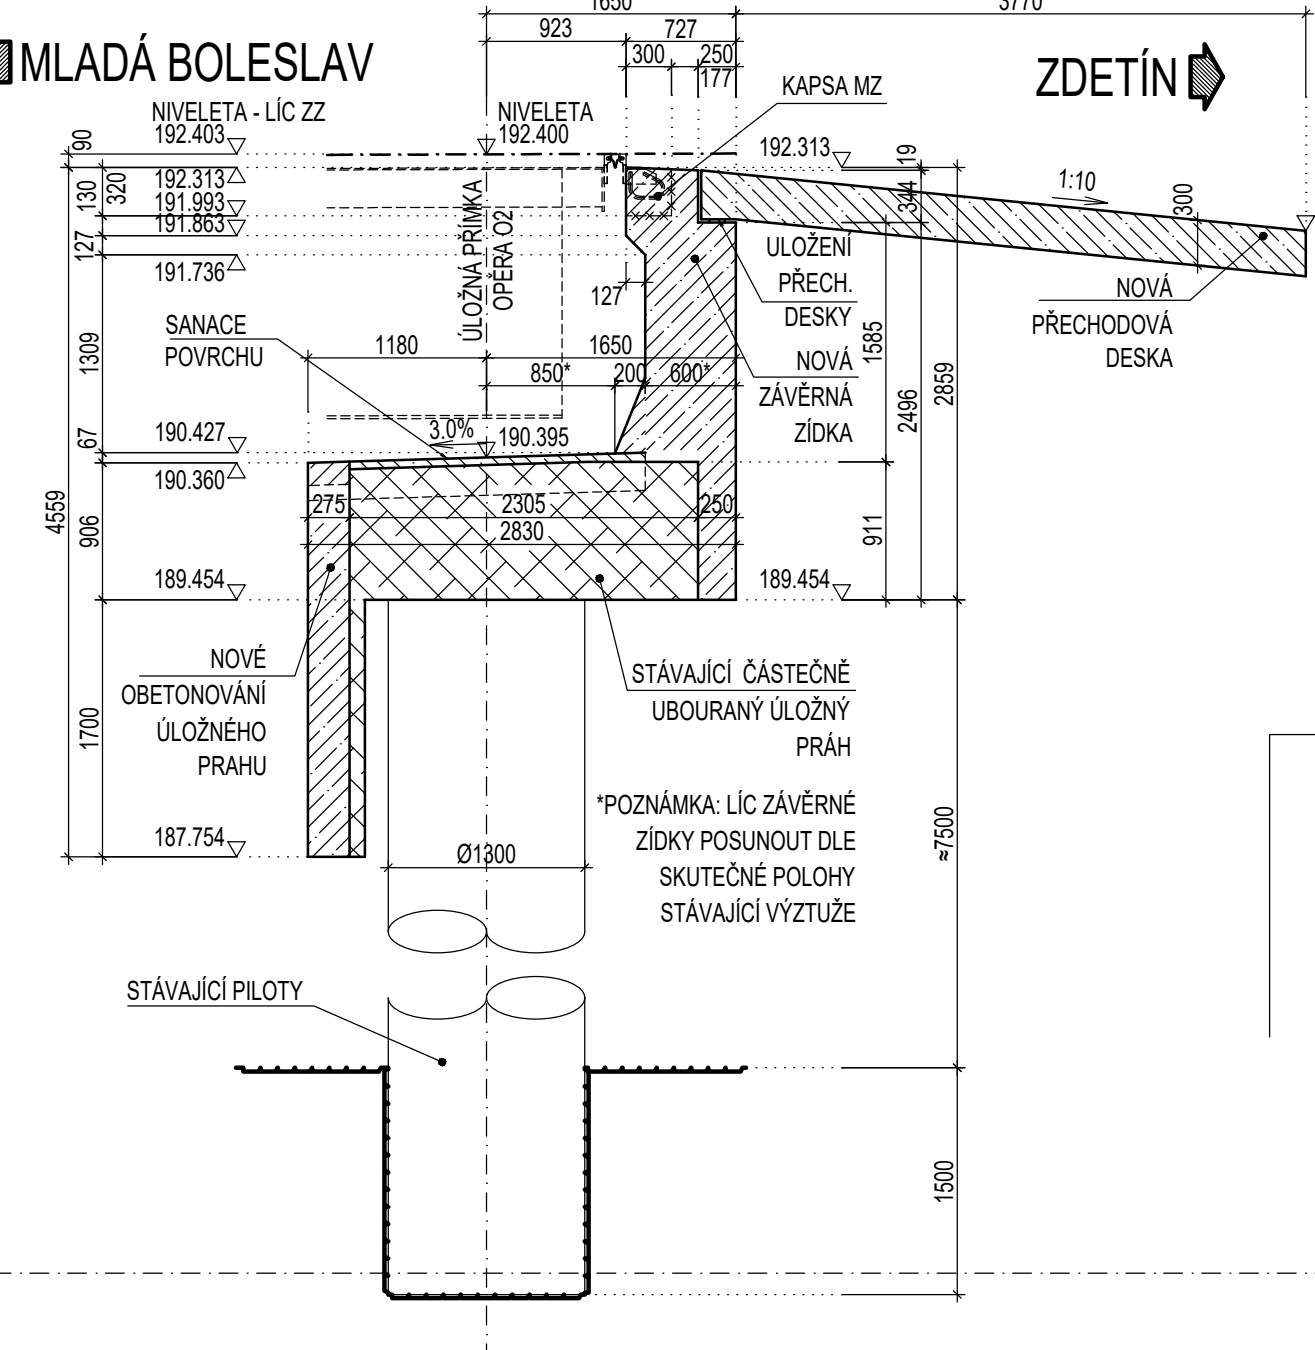 1650
3770
923
727
300
250
177
MLADÁ BOLESLAV
ZDETÍN
KAPSA MZ
NIVELETA - LÍC ZZ
NIVELETA
90
192.403
192.400
192.313
19
130
320
192.313
191.993
191.863
127
191.736
344
1:10
300
ÚLOŽNÁ PŘÍMKA
OPĚRA O2
127
ULOŽENÍ
PŘECH.
DESKY
NOVÁ
PŘECHODOVÁ
DESKA
SANACE
POVRCHU
1309
1180
1650
850*
200
600*
NOVÁ
ZÁVĚRNÁ
ZÍDKA
1585
2496
2859
67
190.427
3.0%
190.395
190.360
4559
906
275
2305
250
2830
911
189.454
189.454
NOVÉ
OBETONOVÁNÍ
ÚLOŽNÉHO
PRAHU
STÁVAJÍCÍ ČÁSTEČNĚ
UBOURANÝ ÚLOŽNÝ
PRÁH
1700
187.754
*POZNÁMKA: LÍC ZÁVĚRNÉ
ZÍDKY POSUNOUT DLE
SKUTEČNÉ POLOHY
STÁVAJÍCÍ VÝZTUŽE
Ø1300
≈7500
STÁVAJÍCÍ PILOTY
1500